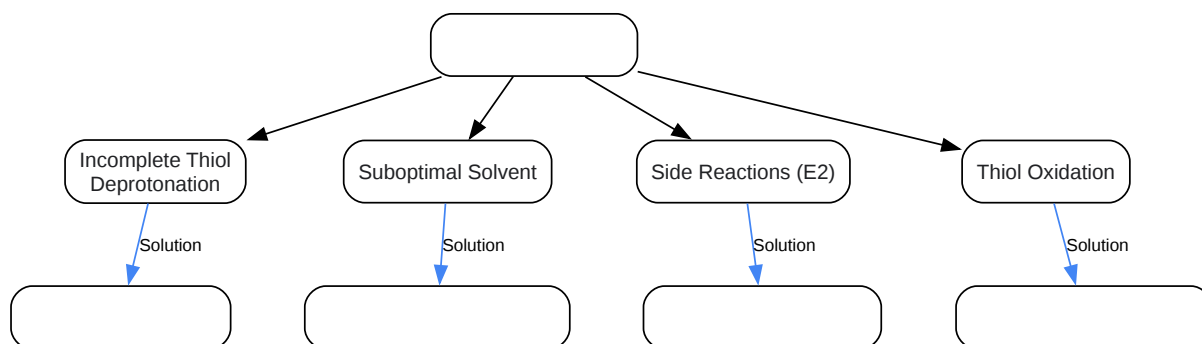 Incomplete Thiol
Deprotonation
Suboptimal Solvent
Side Reactions (E2)
Thiol Oxidation
Solution
Solution
Solution
Solution